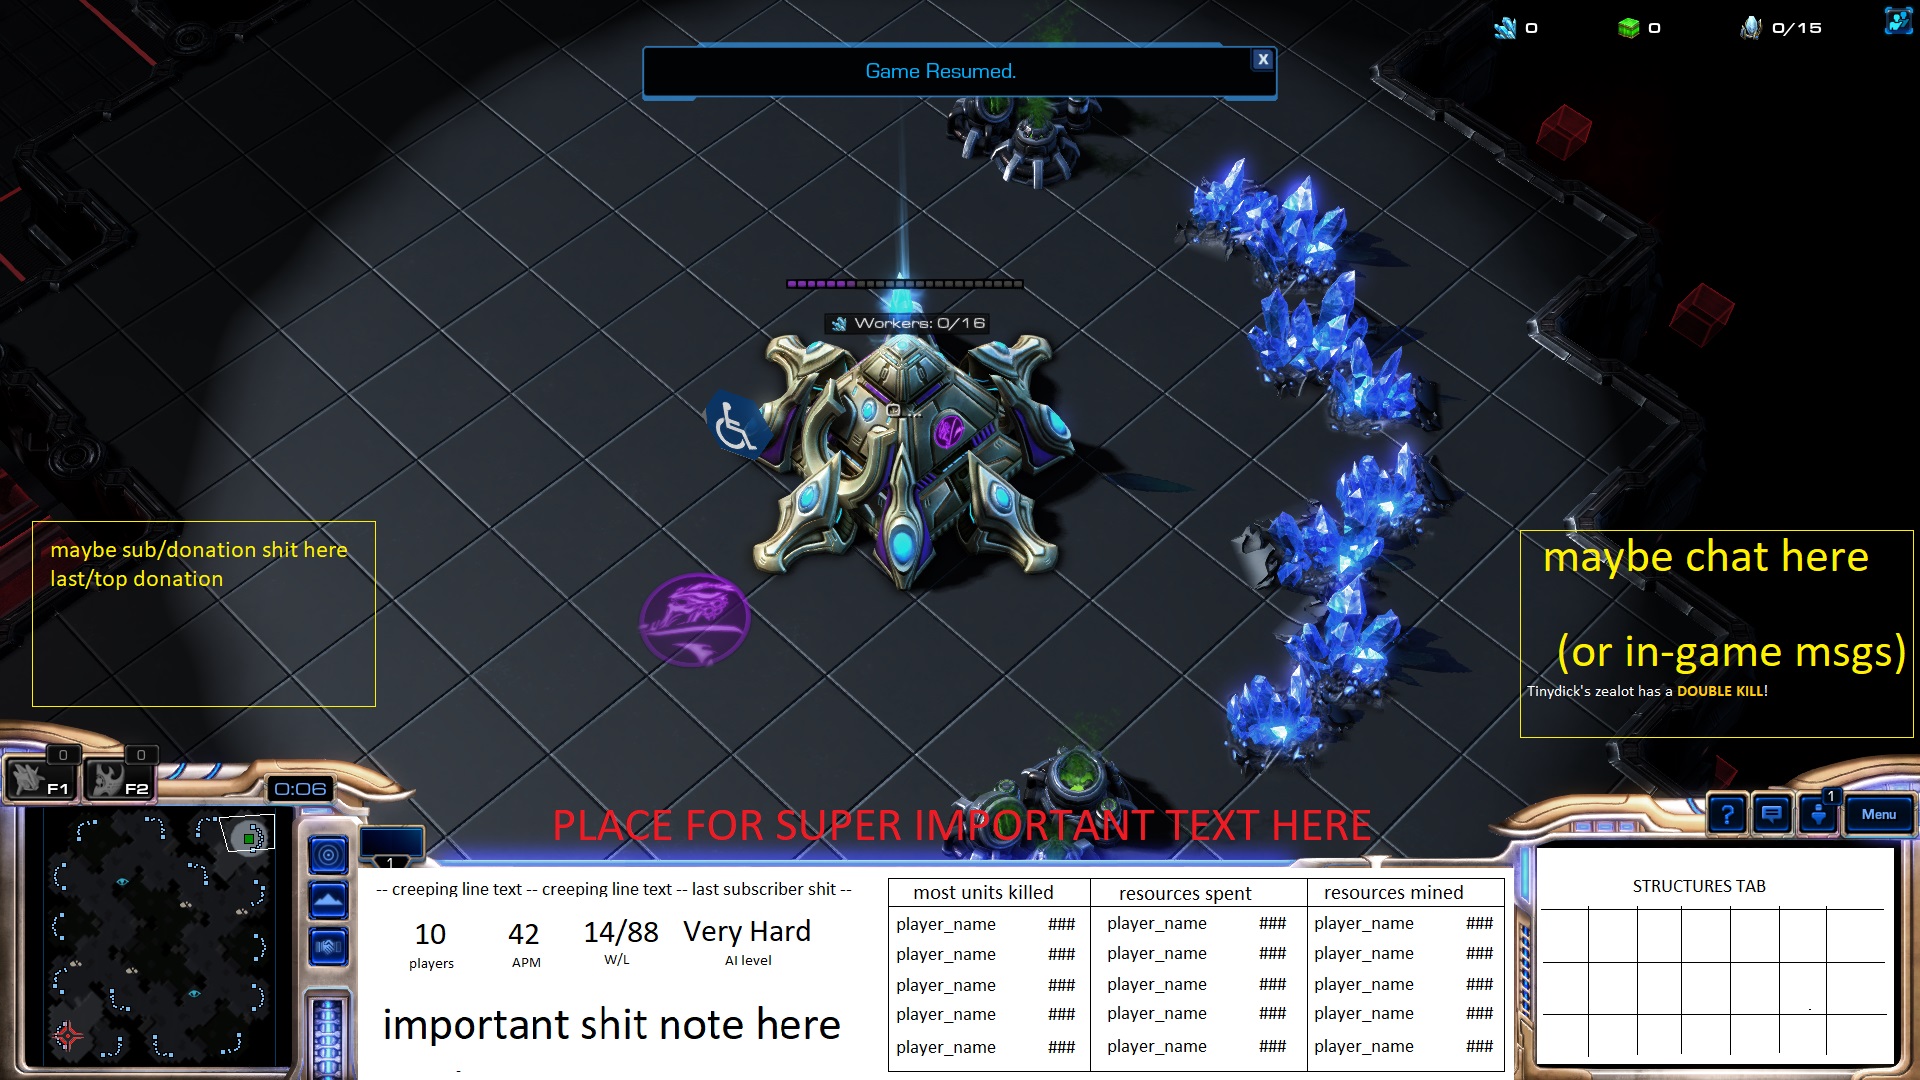 0
0
0/15
Game Resumed.
X
Workers: 0/16
maybe sub/donation shit here
last/top donation
maybe chat here
(or in-game msgs)
Tinydick's zealot has a DOUBLE KILL!
0
0
F1
F2
0:06
1
PLACE FOR SUPER IMPORTANT TEXT HERE
?
1
Menu
-- creeping line text -- creeping line text -- last subscriber shit --
10
42
14/88
Very Hard
players
APM
W/L
AI level
important shit note here
most units killed
resources spent
resources mined
player_name ### player_name ### player_name ###
player_name ### player_name ### player_name ###
player_name ### player_name ### player_name ###
player_name ### player_name ### player_name ###
player_name ### player_name ### player_name ###
STRUCTURES TAB